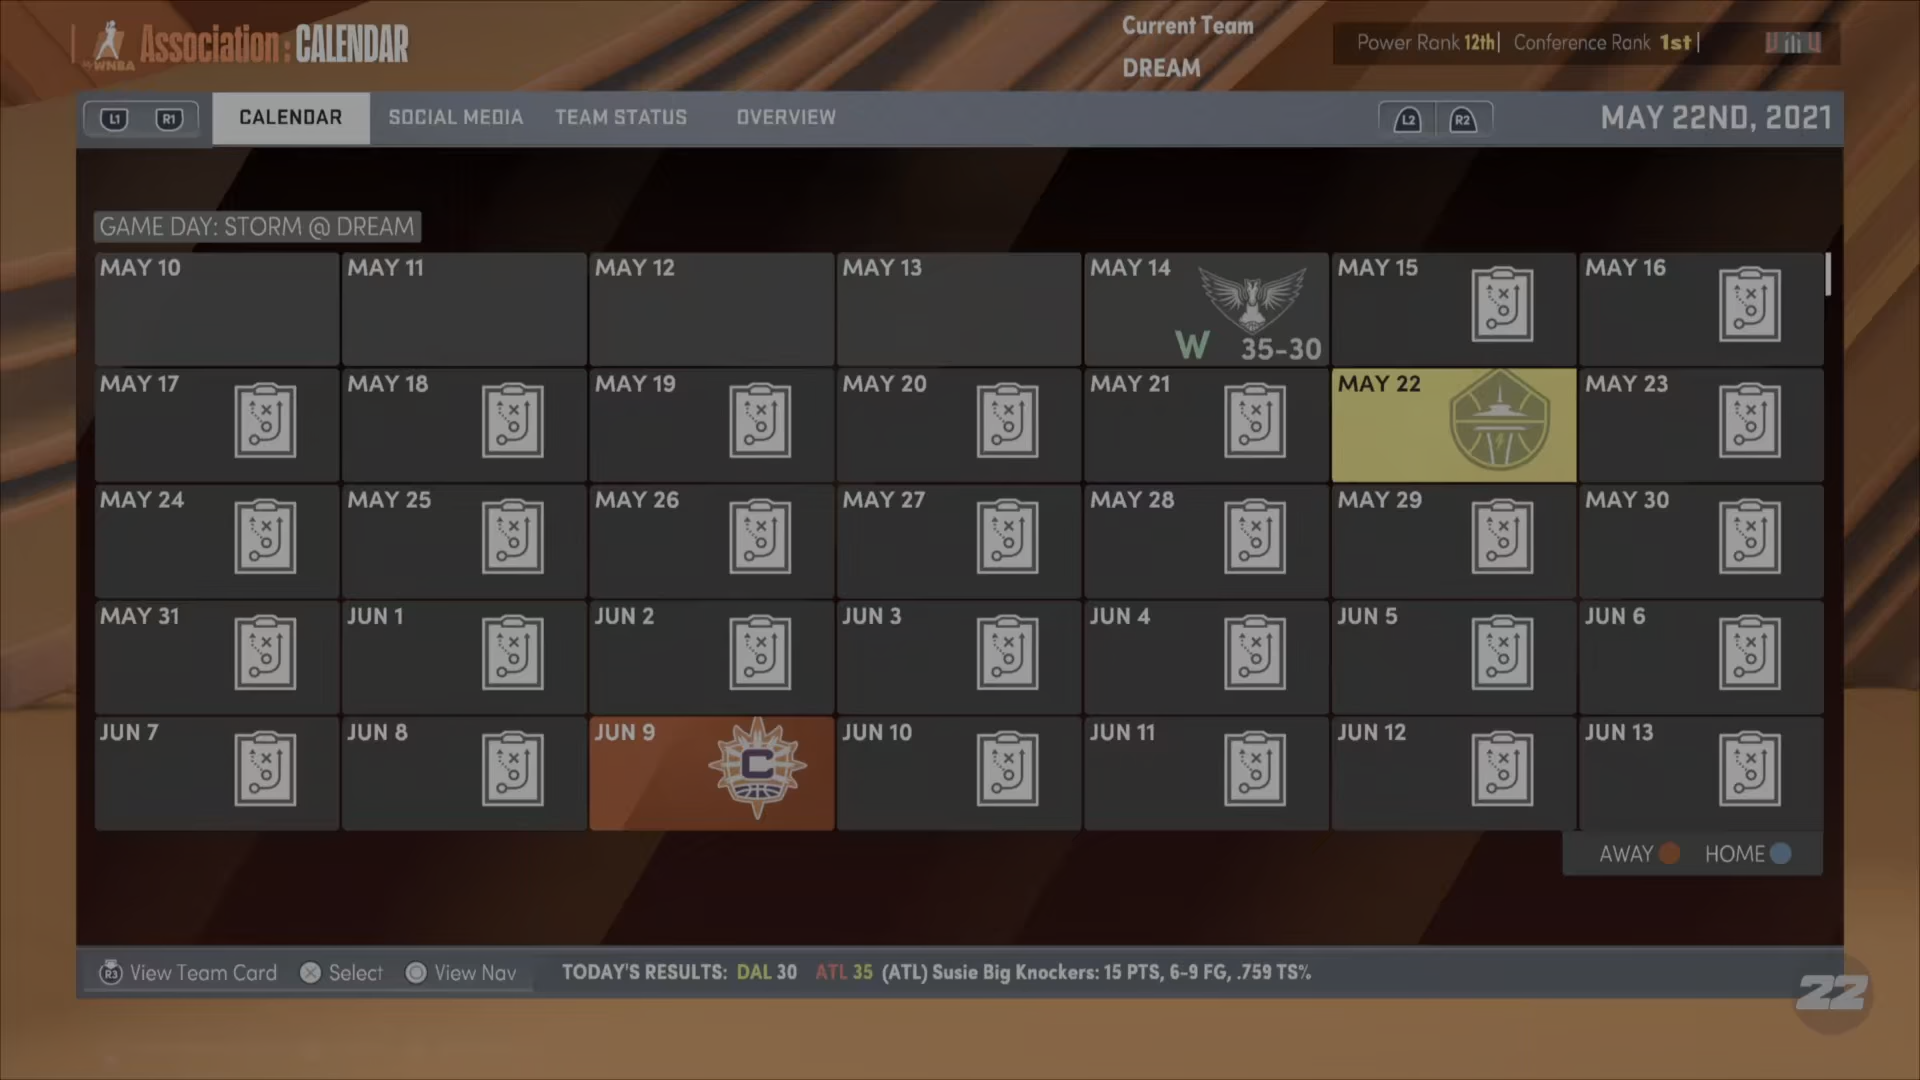 WNBA
Association: CALENDAR
Current Team
DREAM
Power Rank 12th| Conference Rank 1st|
L1 R1
CALENDAR SOCIAL MEDIA TEAM STATUS OVERVIEW
L2 R2
MAY 22ND, 2021
GAME DAY: STORM @ DREAM
MAY 10 MAY 11 MAY 12 MAY 13 MAY 14 MAY 15 MAY 16
W 35-30
MAY 17 MAY 18 MAY 19 MAY 20 MAY 21 MAY 22 MAY 23
MAY 24 MAY 25 MAY 26 MAY 27 MAY 28 MAY 29 MAY 30
MAY 31 JUN 1 JUN 2 JUN 3 JUN 4 JUN 5 JUN 6
JUN 7 JUN 8 JUN 9 JUN 10 JUN 11 JUN 12 JUN 13
C
AWAY HOME
R3 View Team Card Select View Nav
TODAY'S RESULTS: DAL 30 ATL 35 (ATL) Susie Big Knockers: 15 PTS, 6-9 FG, .759 TS%
22